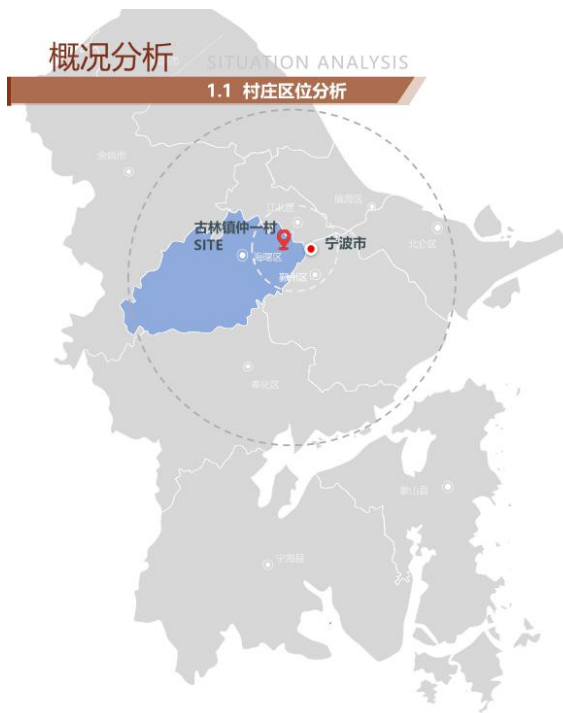 概况分析 SITUATION ANALYSIS
1.1 村庄区位分析
余姚市
镇海区
江北区
古林镇仲一村
SITE
宁波市
北仑区
海曙区
鄞州区
奉化区
象山县
宁海县